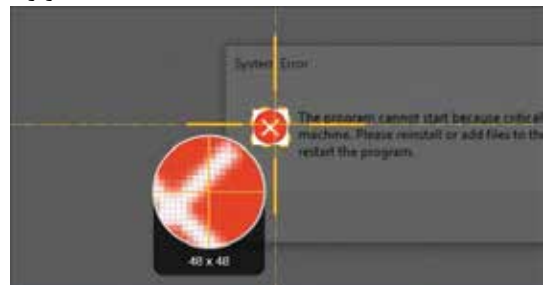 System Error
The program cannot start because critical
machine. Please reinstall or add files to the
restart the program.
48 x 48